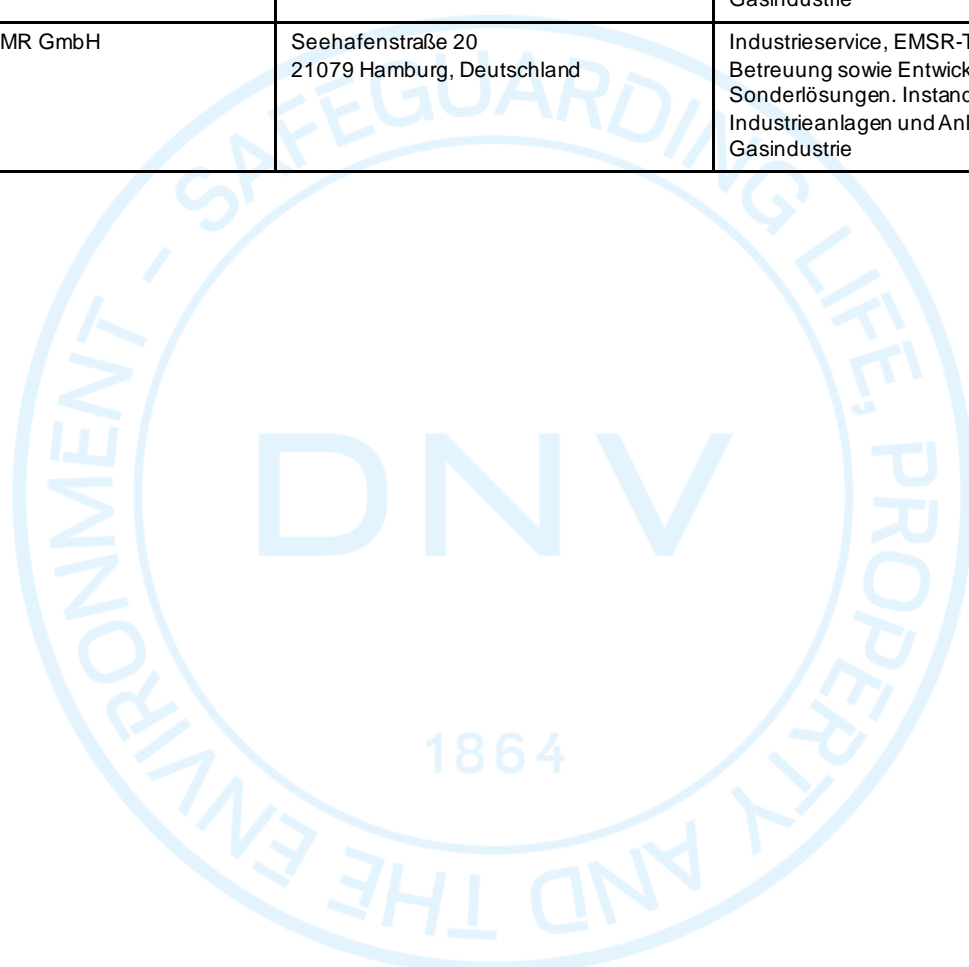 Gasindustrie
MR GmbH
Seehafenstraße 20
21079 Hamburg, Deutschland
Industrieservice, EMSR-T
Betreuung sowie Entwick
Sonderlösungen. Instand
Industrieanlagen und Anl
Gasindustrie
SAFEGUARDING LIFE, PROPERTY AND THE ENVIRONMENT -
DNV
1864